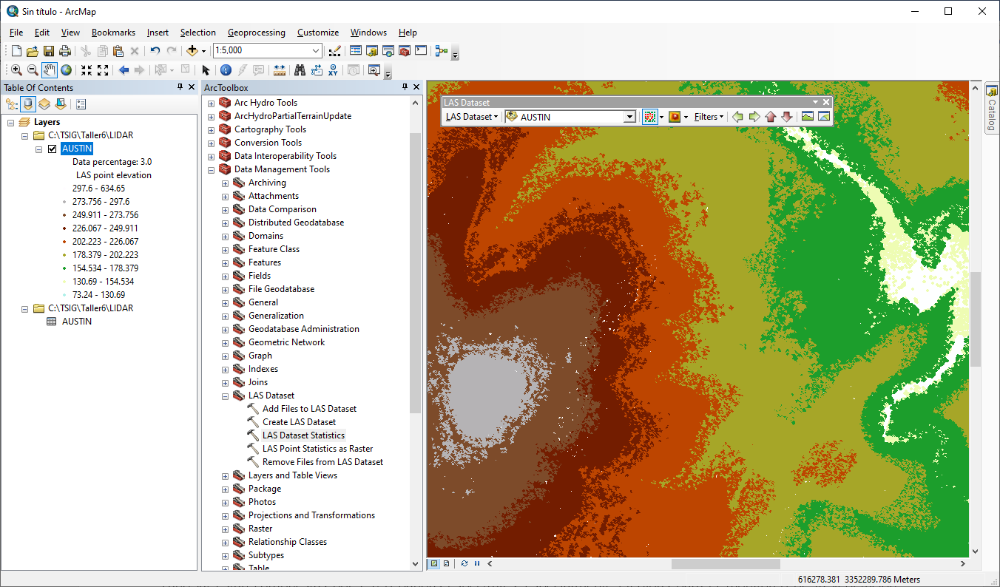 Sin título - ArcMap
File Edit View Bookmarks Insert Selection Geoprocessing Customize Windows Help
1:5,000
XY
Table Of Contents
Layers
C:\TSIG\Taller6\LIDAR
AUSTIN
Data percentage: 3.0
LAS point elevation
297.6 - 634.65
273.756 - 297.6
249.911 - 273.756
226.067 - 249.911
202.223 - 226.067
178.379 - 202.223
154.534 - 178.379
130.69 - 154.534
73.24 - 130.69
C:\TSIG\Taller6\LIDAR
AUSTIN
ArcToolbox
Arc Hydro Tools
ArcHydroPartialTerrainUpdate
Cartography Tools
Conversion Tools
Data Interoperability Tools
Data Management Tools
Archiving
Attachments
Data Comparison
Distributed Geodatabase
Domains
Feature Class
Features
Fields
File Geodatabase
General
Generalization
Geodatabase Administration
Geometric Network
Graph
Indexes
Joins
LAS Dataset
Add Files to LAS Dataset
Create LAS Dataset
LAS Dataset Statistics
LAS Point Statistics as Raster
Remove Files from LAS Dataset
Layers and Table Views
Package
Photos
Projections and Transformations
Raster
Relationship Classes
Subtypes
Table
LAS Dataset
LAS Dataset AUSTIN Filters
Catalog
616278.381 3352289.786 Meters